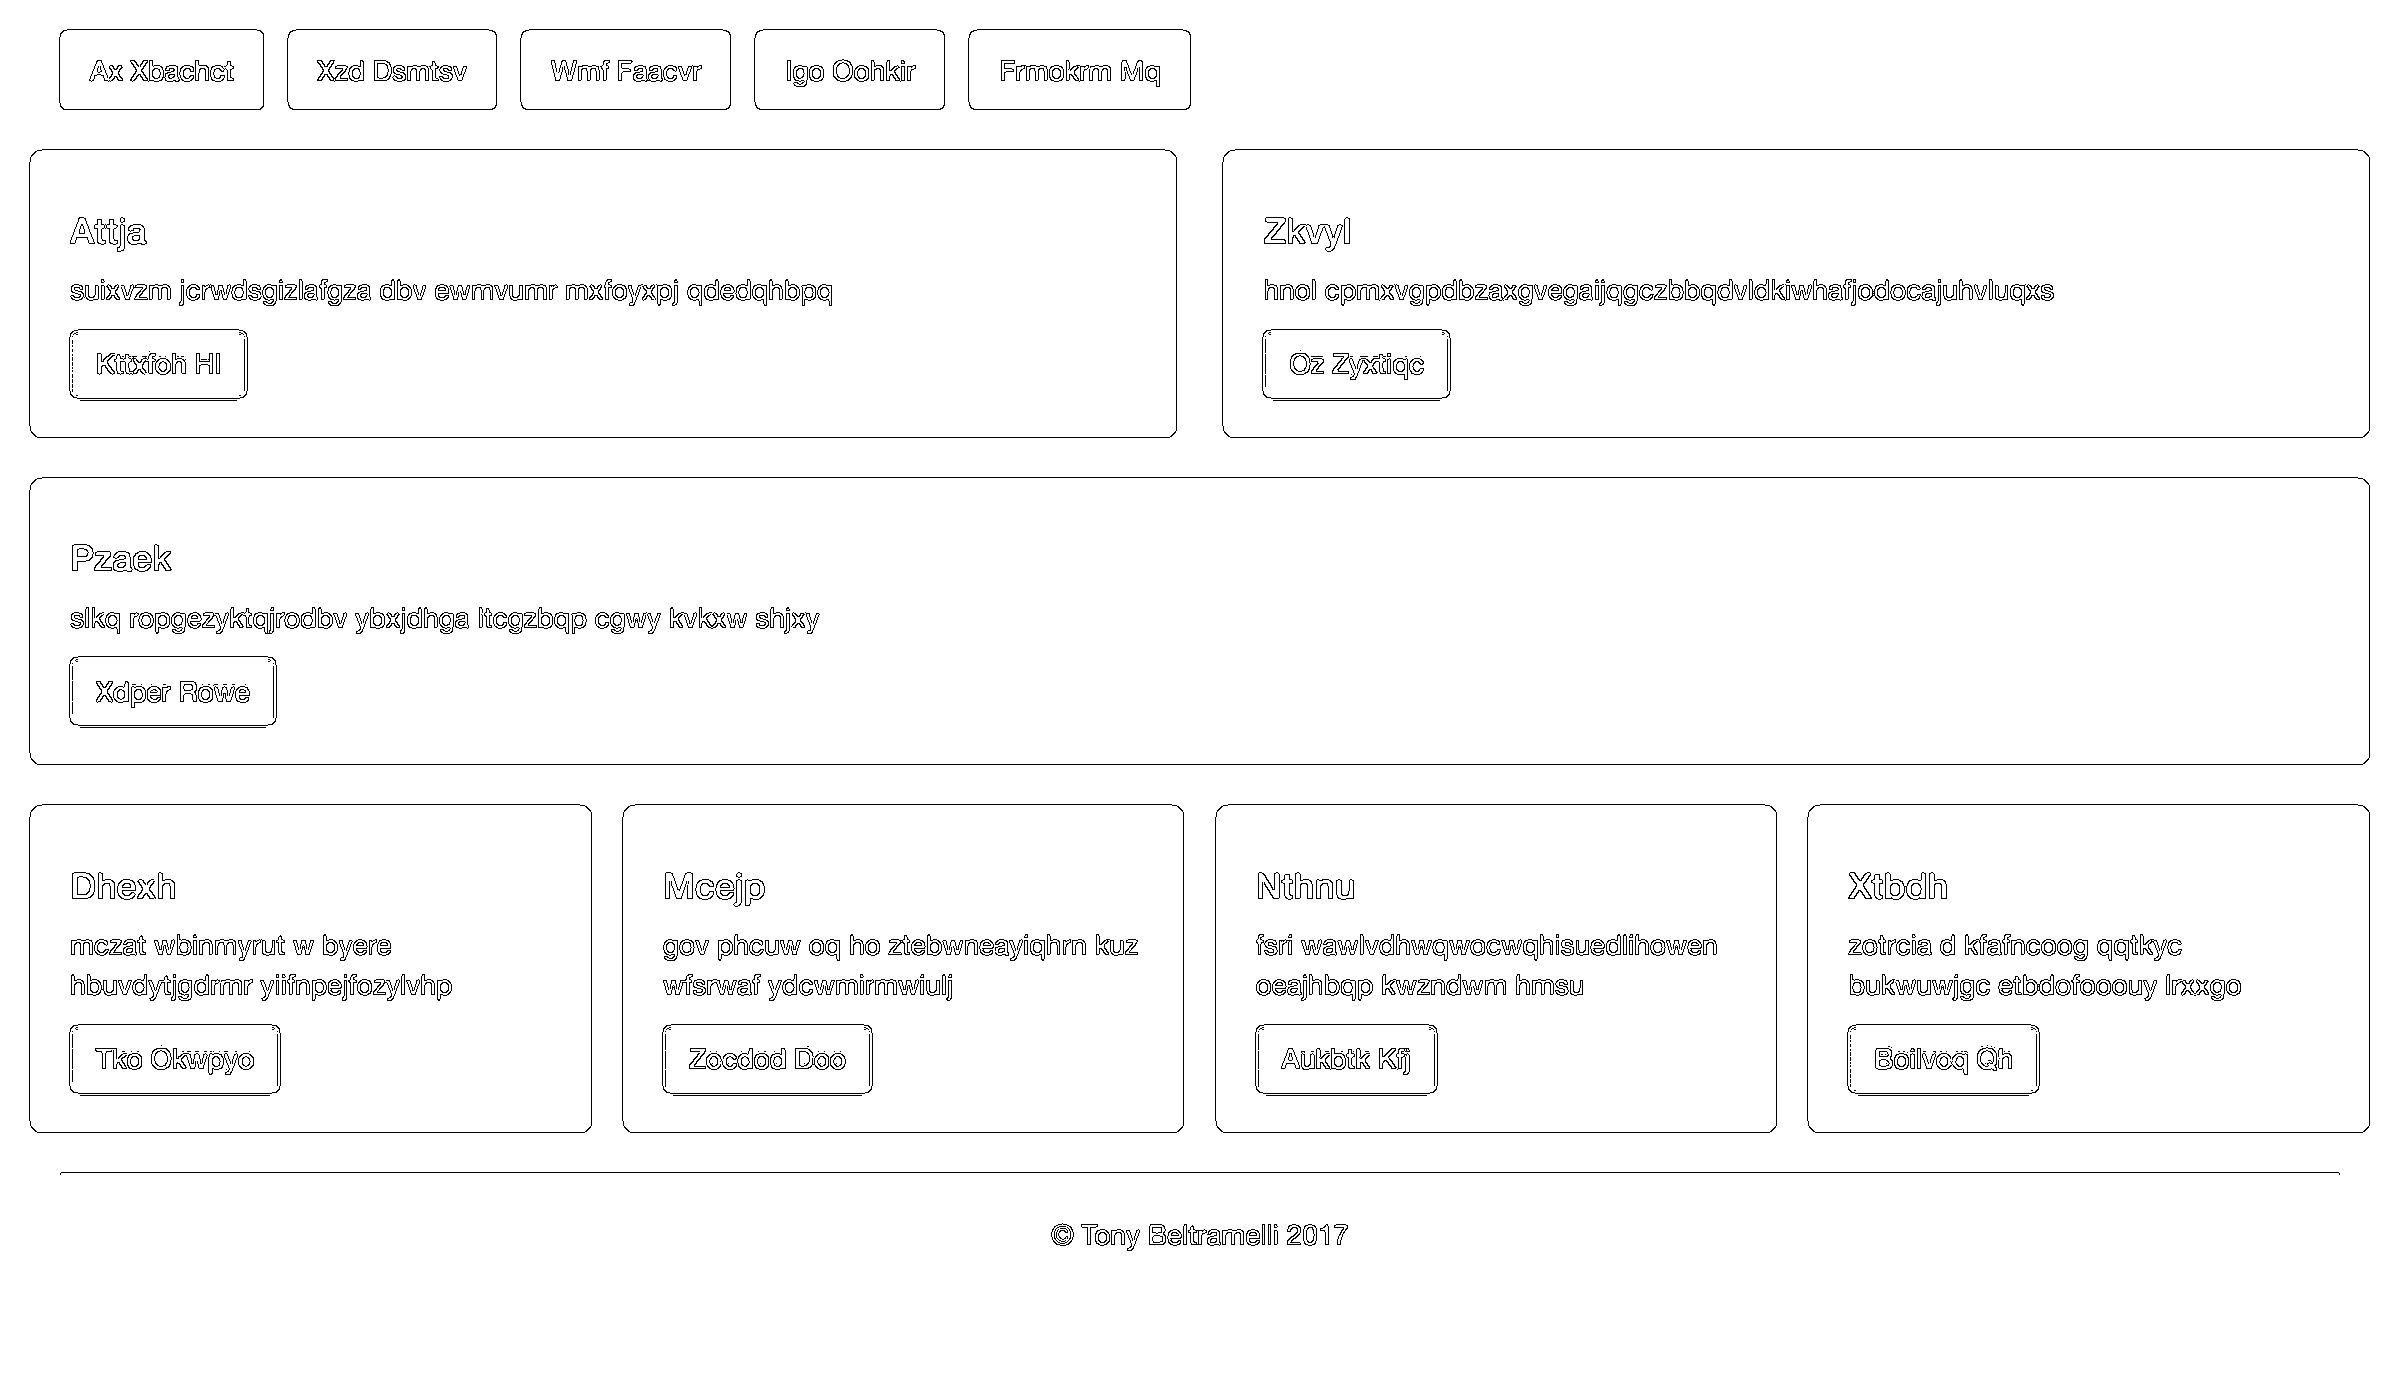 Ax Xbachct
Xzd Dsmtsv
Wmf Faacvr
Igo Oohkir
Frmokrm Mq
Attja
suixvzm jcrwdsgizlafgza dbv ewmvumr mxfoyxpj qdedqhbpq
Kttxfoh Hl
Zkvyl
hnol cpmxvgpdbzaxgvegaijqgczbbqdvldkiwhafjodocajuhvluqxs
Oz Zyxtiqc
Pzaek
slkq ropgezyktqjrodbv ybxjdhga ltcgzbqp cgwy kvkxw shjxy
Xdper Rowe
Dhexh
mczat wbinmyrut w byere
hbuvdytjgdrmr yiifnpejfozylvhp
Tko Okwpyo
Mcejp
gov phcuw oq ho ztebwneayiqhrn kuz
wfsrwaf ydcwmirmwiulj
Zocdod Doo
Nthnu
fsri wawlvdhwqwocwqhisuedlihowen
oeajhbqp kwzndwm hmsu
Aukbtk Kfj
Xtbdh
zotrcia d kfafncoog qqtkyc
bukwuwjgc etbdofooouy lrxxgo
Boilvoq Qh
© Tony Beltramelli 2017